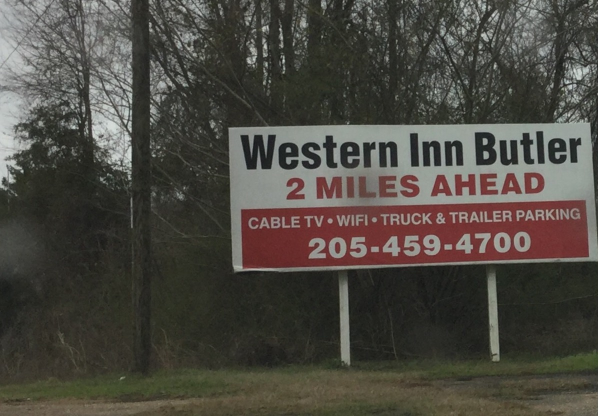 Western Inn Butler
2 MILES AHEAD
CABLE TV • WIFI • TRUCK & TRAILER PARKING
205-459-4700